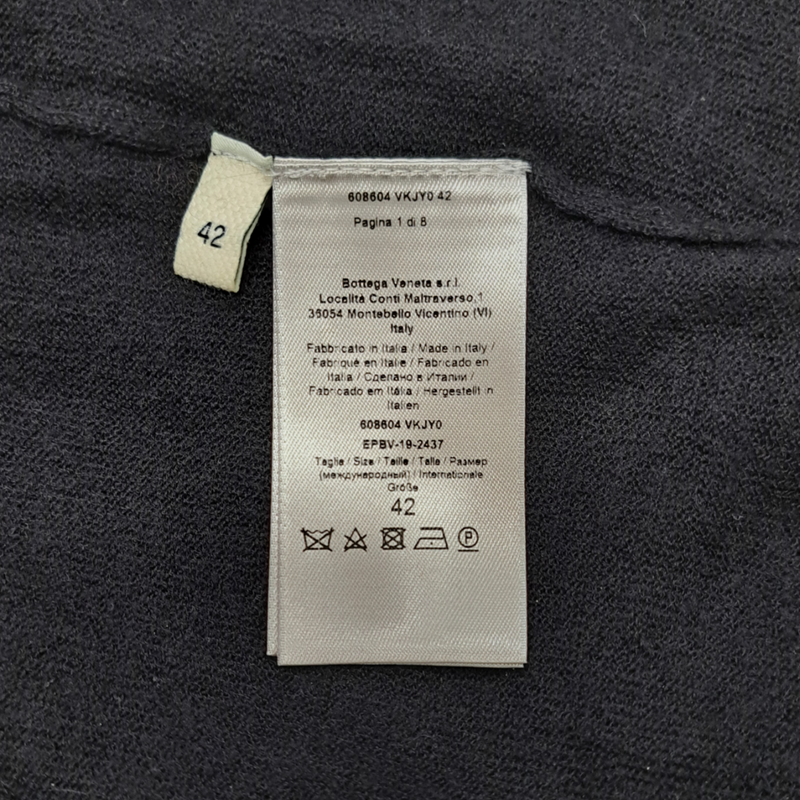 42
608604 VKJY0 42
Pagina 1 di 8
Bottega Veneta s.r.l.
Località Conti Maltraverso,1
36054 Montebello Vicentino (VI)
Italy
Fabbricato in Italia / Made in Italy /
Fabriqué en Italie / Fabricado en
Italia / Сделано в Италии /
Fabricado em Itália / Hergestellt in
Italien
608604 VKJY0
EPBV-19-2437
Taglia / Size / Taille / Talla / Размер
(международный) / Internationale
Größe
42
P